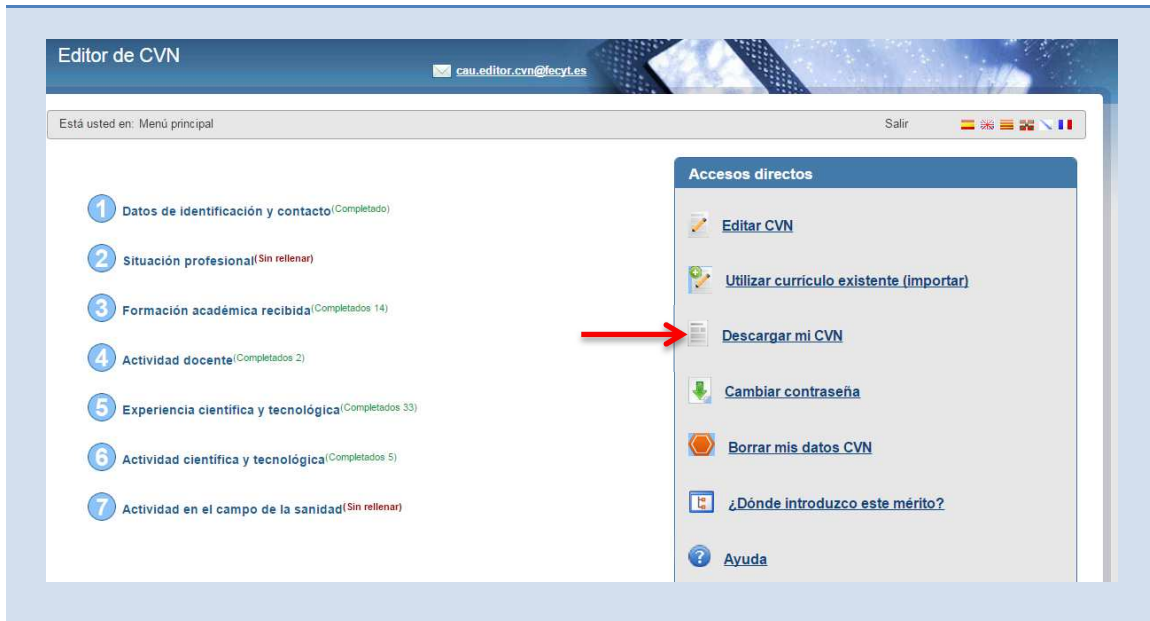 Editor de CVN
cau.editor.cvn@fecyt.es
Está usted en: Menú principal
Salir
1 Datos de identificación y contacto(Completado)
2 Situación profesional(Sin rellenar)
3 Formación académica recibida(Completados 14)
4 Actividad docente(Completados 2)
5 Experiencia científica y tecnológica(Completados 33)
6 Actividad científica y tecnológica(Completados 5)
7 Actividad en el campo de la sanidad(Sin rellenar)
Accesos directos
Editar CVN
Utilizar currículo existente (importar)
Descargar mi CVN
Cambiar contraseña
Borrar mis datos CVN
¿Dónde introduzco este mérito?
Ayuda